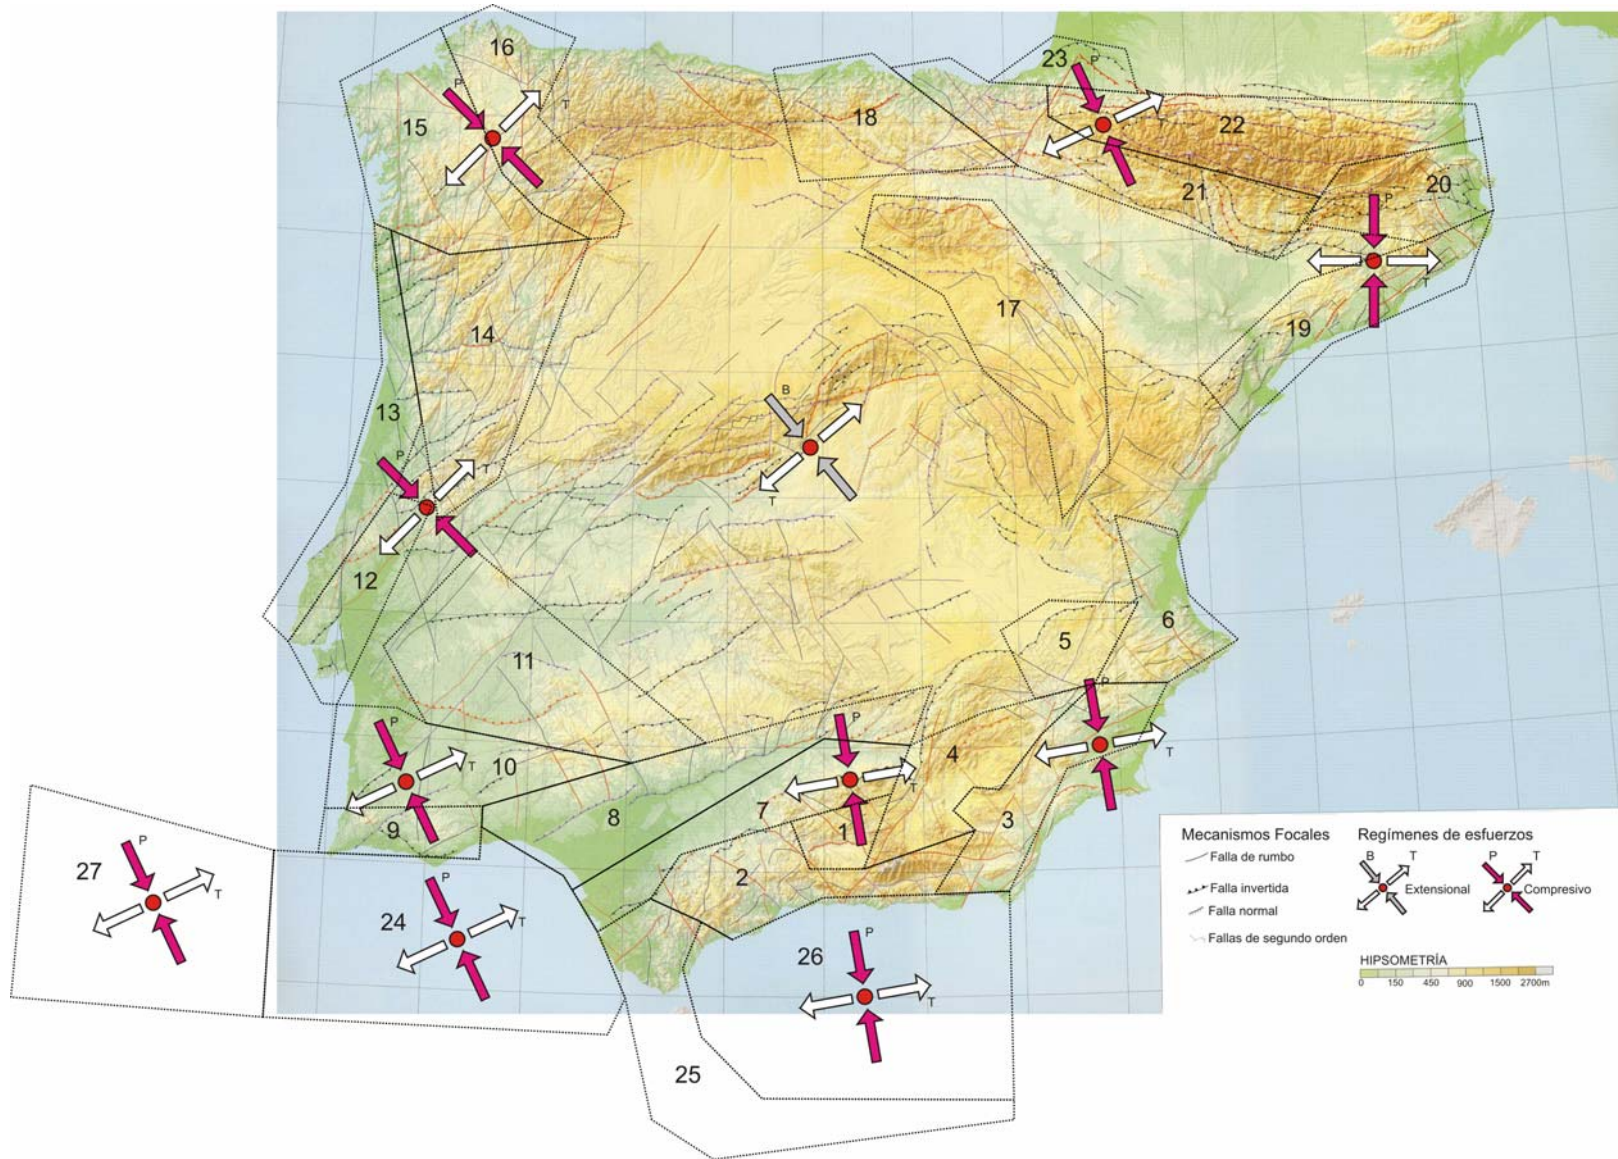 16
P
T
15
18
23
P
T
22
21
20
P
T
19
17
14
13
B
T
P
T
12
11
5
6
P
T
4
P
T
7
1
3
2
8
P
T
10
9
27
P
T
24
P
T
26
P
T
25
Mecanismos Focales
Falla de rumbo
Falla invertida
Falla normal
Fallas de segundo orden
Regímenes de esfuerzos
B T Extensional
P T Compresivo
HIPSOMETRÍA
0 150 450 900 1500 2700m